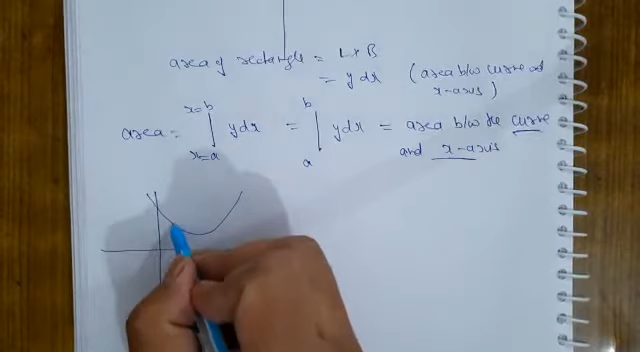 area of rectangle = L x B
= y dx (area b/w curve and x-axis)
area = ∫ x=a x=b y dx = ∫ a b y dx = area b/w the curve
and x-axis